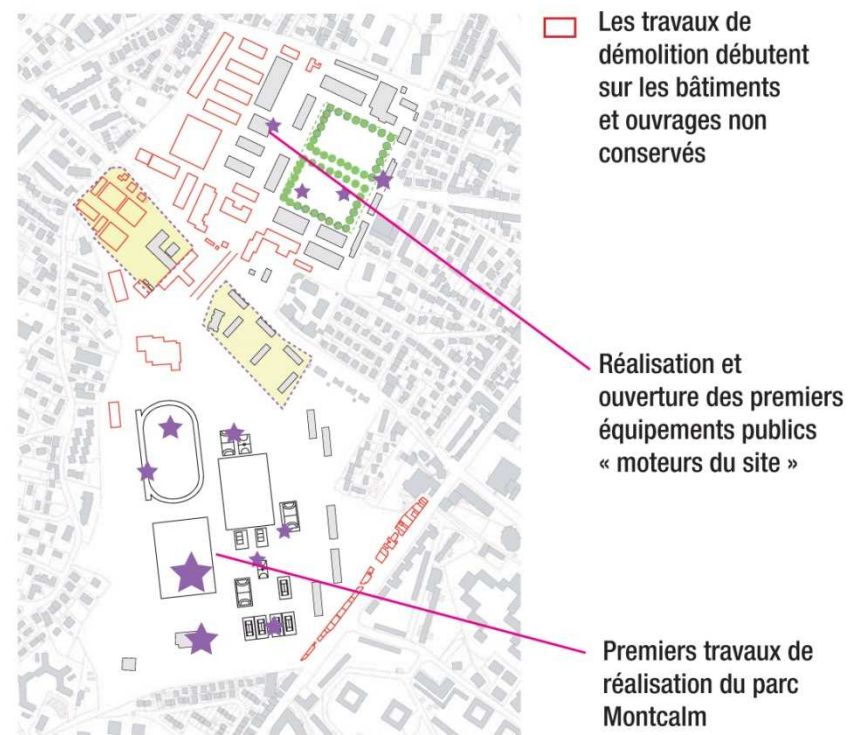 Les travaux de
démolition débutent
sur les bâtiments
et ouvrages non
conservés
Réalisation et
ouverture des premiers
équipements publics
« moteurs du site »
Premiers travaux de
réalisation du parc
Montcalm